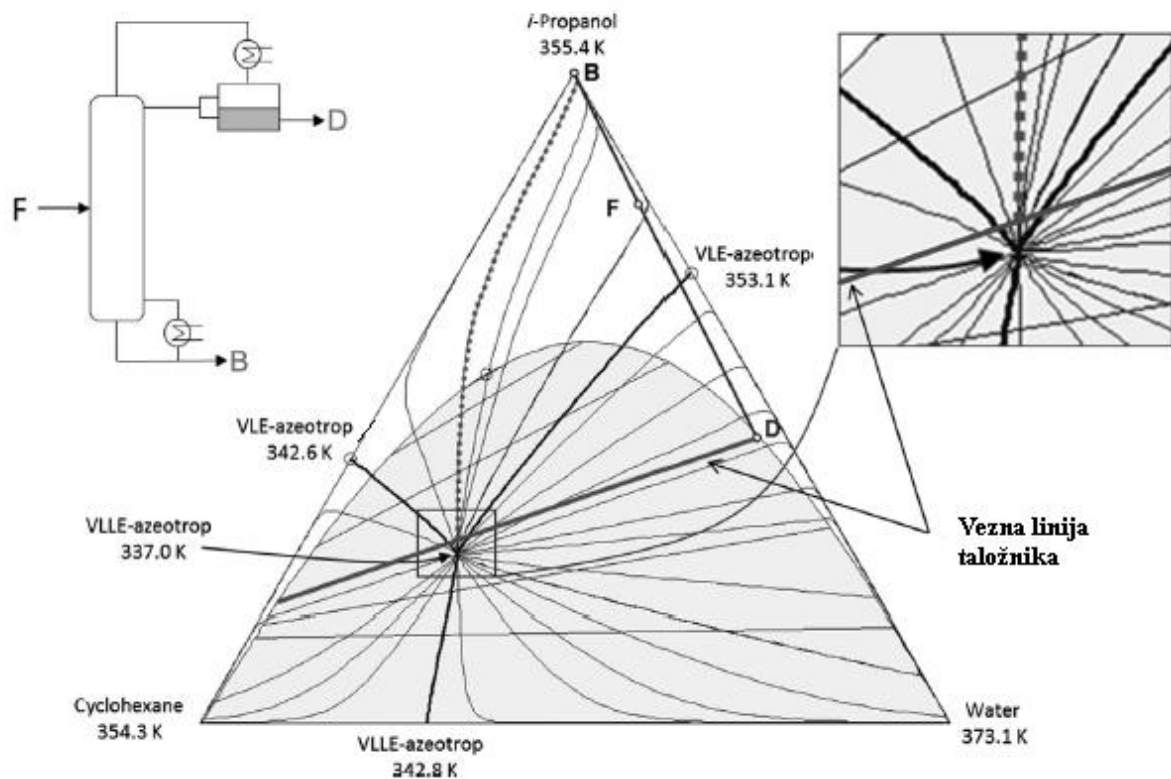 i-Propanol
355.4 K
B
D
F
F
VLE-azeotrop
353.1 K
B
VLE-azeotrop
342.6 K
D
VLLE-azeotrop
337.0 K
Vezna linija
taložnika
Cyclohexane
354.3 K
VLLE-azeotrop
342.8 K
Water
373.1 K